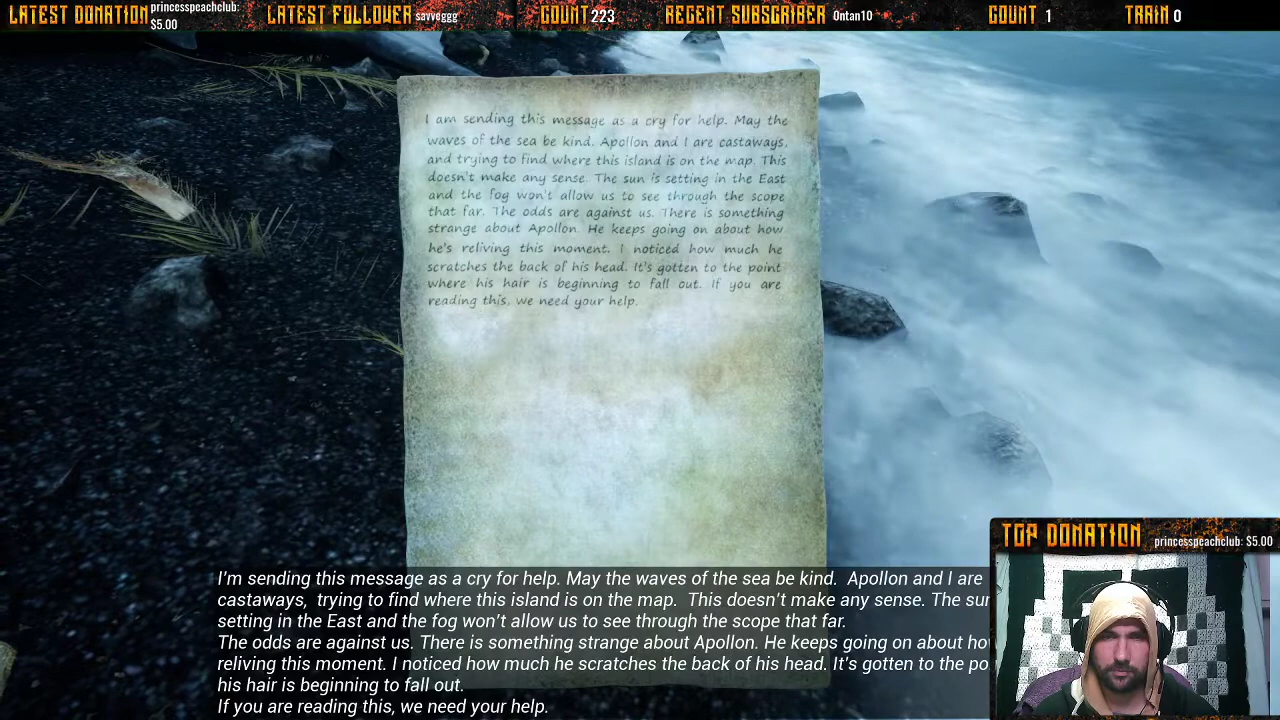 LATEST DONATION princesspeachclub: $5.00 LATEST FOLLOWER savveggg COUNT 223 RECENT SUBSCRIBER 0ntan10 COUNT 1 TRAIN 0
I am sending this message as a cry for help. May the
waves of the sea be kind. Apollon and I are castaways,
and trying to find where this island is on the map. This
doesn't make any sense. The sun is setting in the East
and the fog won't allow us to see through the scope
that far. The odds are against us. There is something
strange about Apollon. He keeps going on about how
he's reliving this moment. I noticed how much he
scratches the back of his head. It's gotten to the point
where his hair is beginning to fall out. If you are
reading this, we need your help.
I'm sending this message as a cry for help. May the waves of the sea be kind. Apollon and I are
castaways, trying to find where this island is on the map. This doesn't make any sense. The
setting in the East and the fog won't allow us to see through the scope that far.
The odds are against us. There is something strange about Apollon. He keeps going on about
reliving this moment. I noticed how much he scratches the back of his head. It's gotten to the
his hair is beginning to fall out.
If you are reading this, we need your help.
TOP DONATION princesspeachclub: $5.00